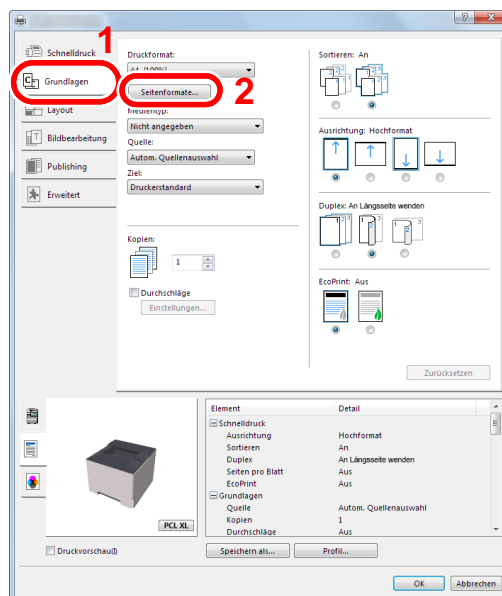 1
Schnelldruck
Grundlagen
Layout
Bildbearbeitung
Publishing
Erweitert
Druckformat:
A4 [100%]
Seitenformate...
2
Medientyp:
Nicht angegeben
Quelle:
Autom. Quellenauswahl
Ziel:
Druckerstandard
Kopien:
1
Durchschläge
Einstellungen...
Sortieren: An
Ausrichtung: Hochformat
Duplex: An Längsseite wenden
EcoPrint: Aus
Zurücksetzen
PCL XL
Druckvorschau(I)
Element Detail
Schnelldruck
Ausrichtung Hochformat
Sortieren An
Duplex An Längsseite wenden
Seiten pro Blatt Aus
EcoPrint Aus
Grundlagen
Quelle Autom. Quellenauswahl
Kopien 1
Durchschläge Aus
Speichern als... Profil...
OK Abbrechen